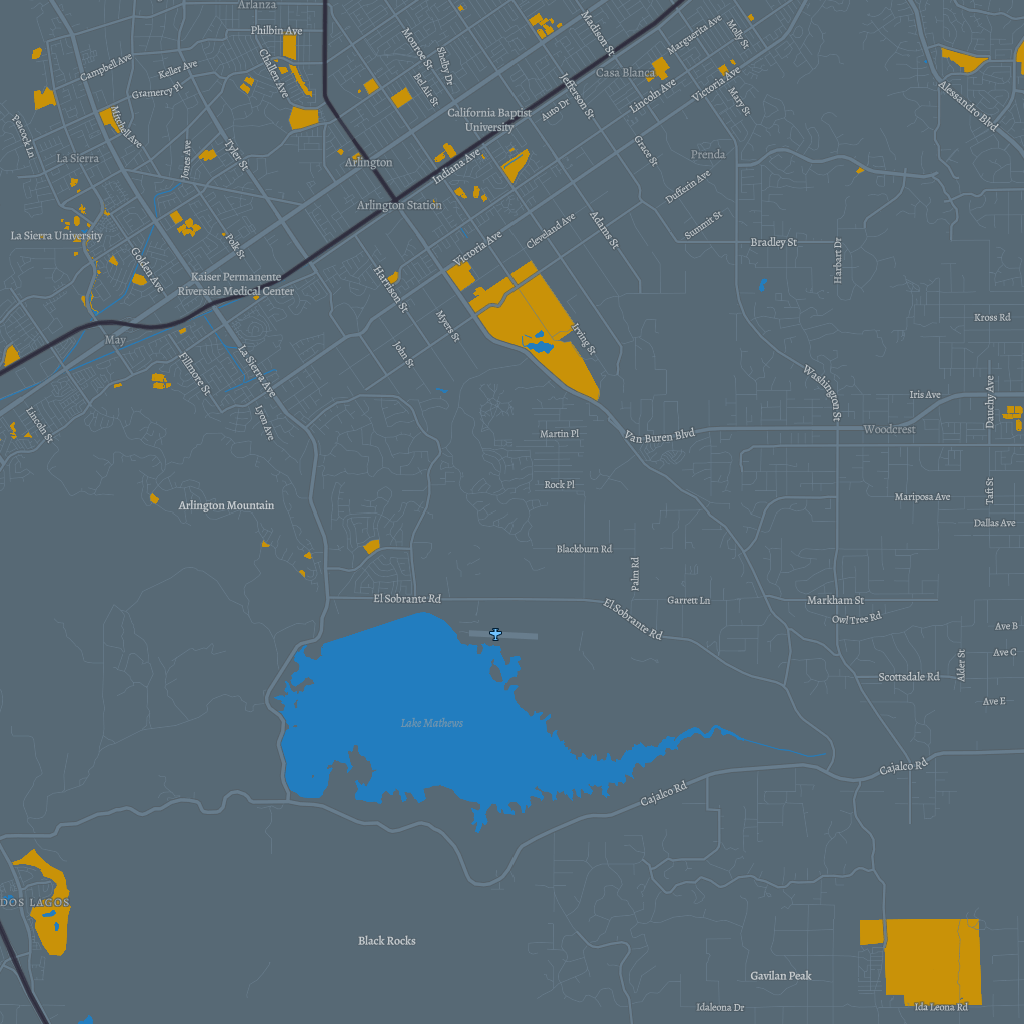 Arlanza
Philbin Ave
Challen Ave
Campbell Ave
Keller Ave
Gramercy Pl
Mitchell Ave
Peacock Ln
La Sierra
Jones Ave
Tyler St
Monroe St
Shelby Dr
Bel Air St
Madison St
Marguerita Ave
Molly St
Casa Blanca
Jefferson St
Lincoln Ave
Victoria Ave
Mary St
Alessandro Blvd
California Baptist
University
Auto Dr
Indiana Ave
Grace St
Prenda
Arlington
Arlington Station
Dufferin Ave
Summit St
Adams St
Cleveland Ave
Victoria Ave
Bradley St
Harbart Dr
La Sierra University
Polk St
Golden Ave
Kaiser Permanente
Riverside Medical Center
Harrison St
Myers St
John St
Irving St
Kross Rd
May
Fillmore St
La Sierra Ave
Lyon Ave
Lincoln St
Washington St
Iris Ave
Dauchy Ave
Woodcrest
Martin Pl
Van Buren Blvd
Rock Pl
Mariposa Ave
Taft St
Dallas Ave
Arlington Mountain
Blackburn Rd
Palm Rd
El Sobrante Rd
El Sobrante Rd
Garrett Ln
Markham St
Owl Tree Rd
Ave B
Ave C
Alder St
Scottsdale Rd
Ave E
Lake Mathews
Cajalco Rd
Cajalco Rd
DOS LAGOS
Black Rocks
Gavilan Peak
Idaleona Dr
Ida Leona Rd